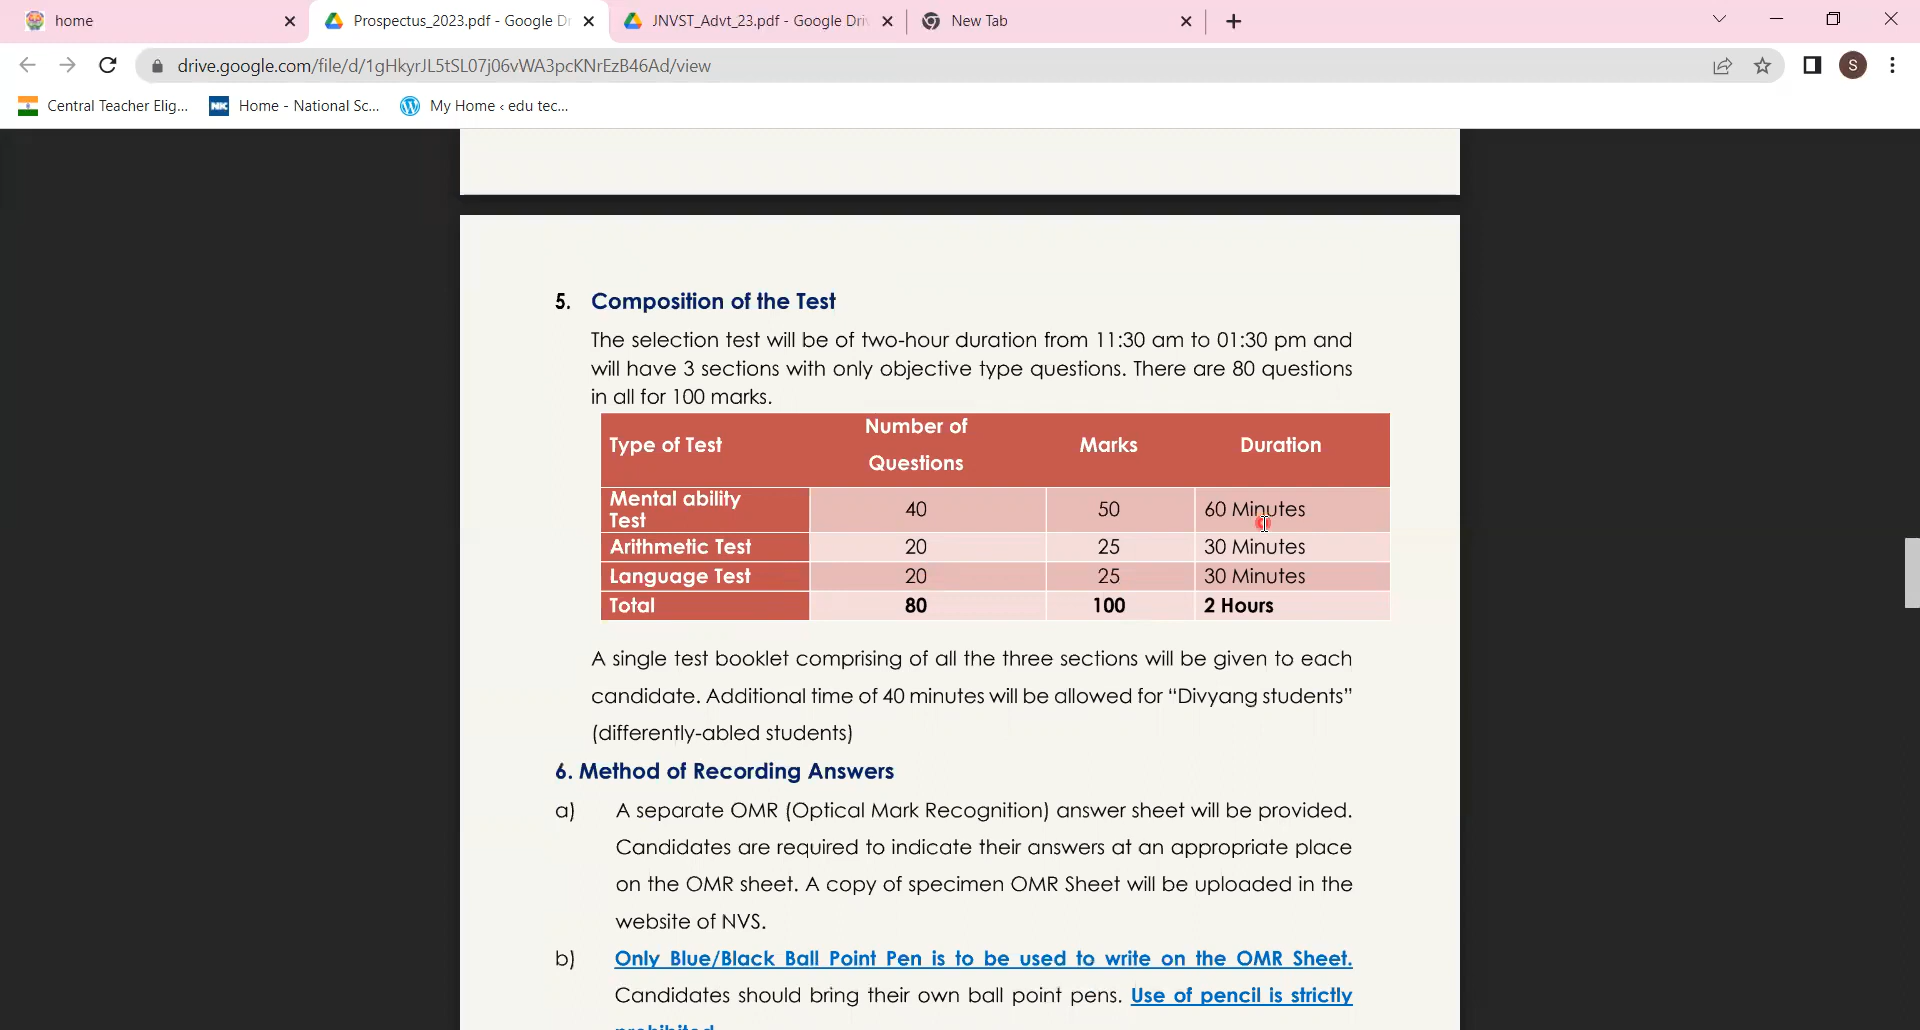 home
Prospectus_2023.pdf - Google Dr
JNVST_Advt_23.pdf - Google Driv
New Tab
drive.google.com/file/d/1gHkyrJL5tSL07j06vWA3pcKNrEzB46Ad/view
S
Central Teacher Elig...
NK
Home - National Sc...
My Home ‹ edu tec...
5. Composition of the Test
The selection test will be of two-hour duration from 11:30 am to 01:30 pm and
will have 3 sections with only objective type questions. There are 80 questions
in all for 100 marks.
Type of Test Number of Questions Marks Duration
Mental ability Test 40 50 60 Minutes
Arithmetic Test 20 25 30 Minutes
Language Test 20 25 30 Minutes
Total 80 100 2 Hours
A single test booklet comprising of all the three sections will be given to each
candidate. Additional time of 40 minutes will be allowed for “Divyang students”
(differently-abled students)
6. Method of Recording Answers
a) A separate OMR (Optical Mark Recognition) answer sheet will be provided.
Candidates are required to indicate their answers at an appropriate place
on the OMR sheet. A copy of specimen OMR Sheet will be uploaded in the
website of NVS.
b) Only Blue/Black Ball Point Pen is to be used to write on the OMR Sheet.
Candidates should bring their own ball point pens. Use of pencil is strictly
prohibited